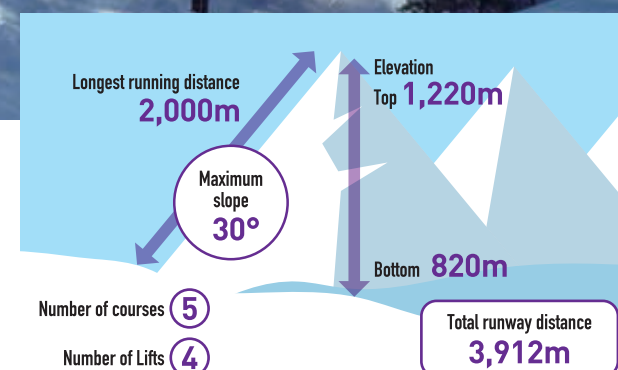 Longest running distance
2,000m
Elevation
Top 1,220m
Maximum
slope
30°
Bottom 820m
Number of courses 5
Number of Lifts 4
Total runway distance
3,912m